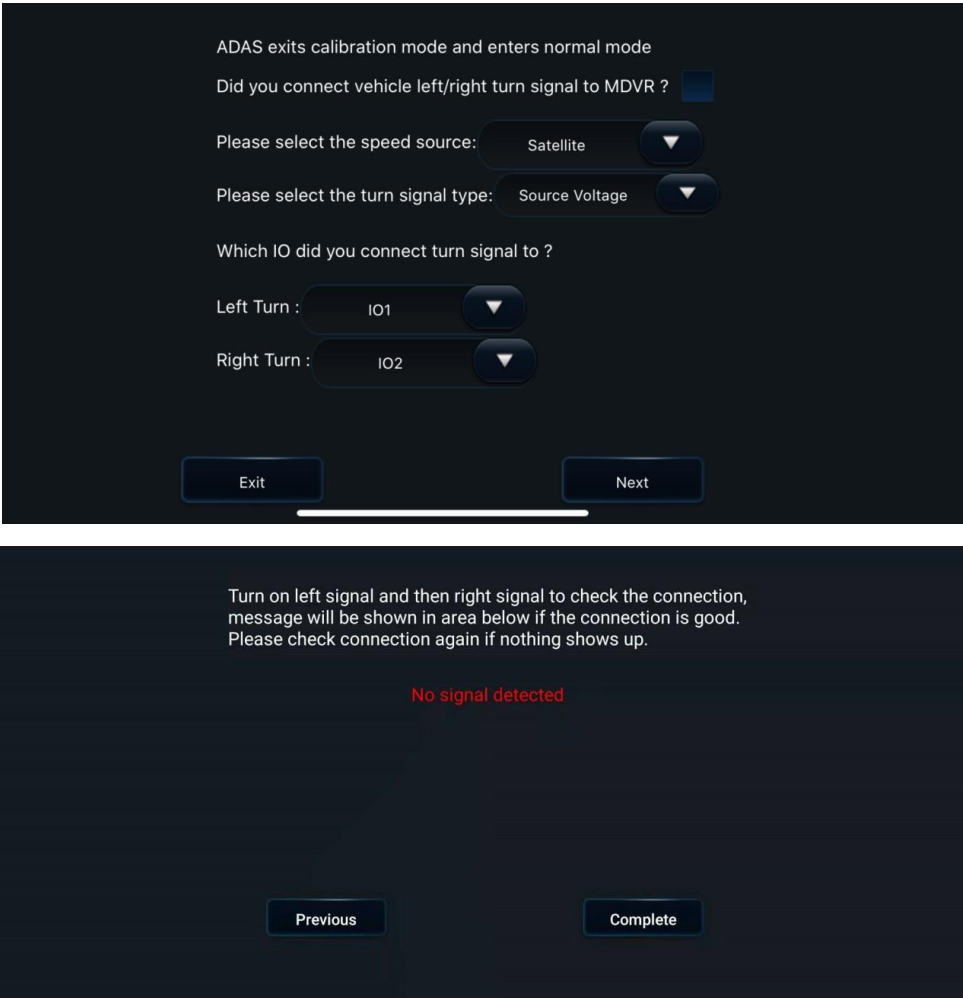 ADAS exits calibration mode and enters normal mode
Did you connect vehicle left/right turn signal to MDVR ?
Please select the speed source: Satellite
Please select the turn signal type: Source Voltage
Which IO did you connect turn signal to ?
Left Turn : IO1
Right Turn : IO2
Exit Next
Turn on left signal and then right signal to check the connection,
message will be shown in area below if the connection is good.
Please check connection again if nothing shows up.
No signal detected
Previous Complete